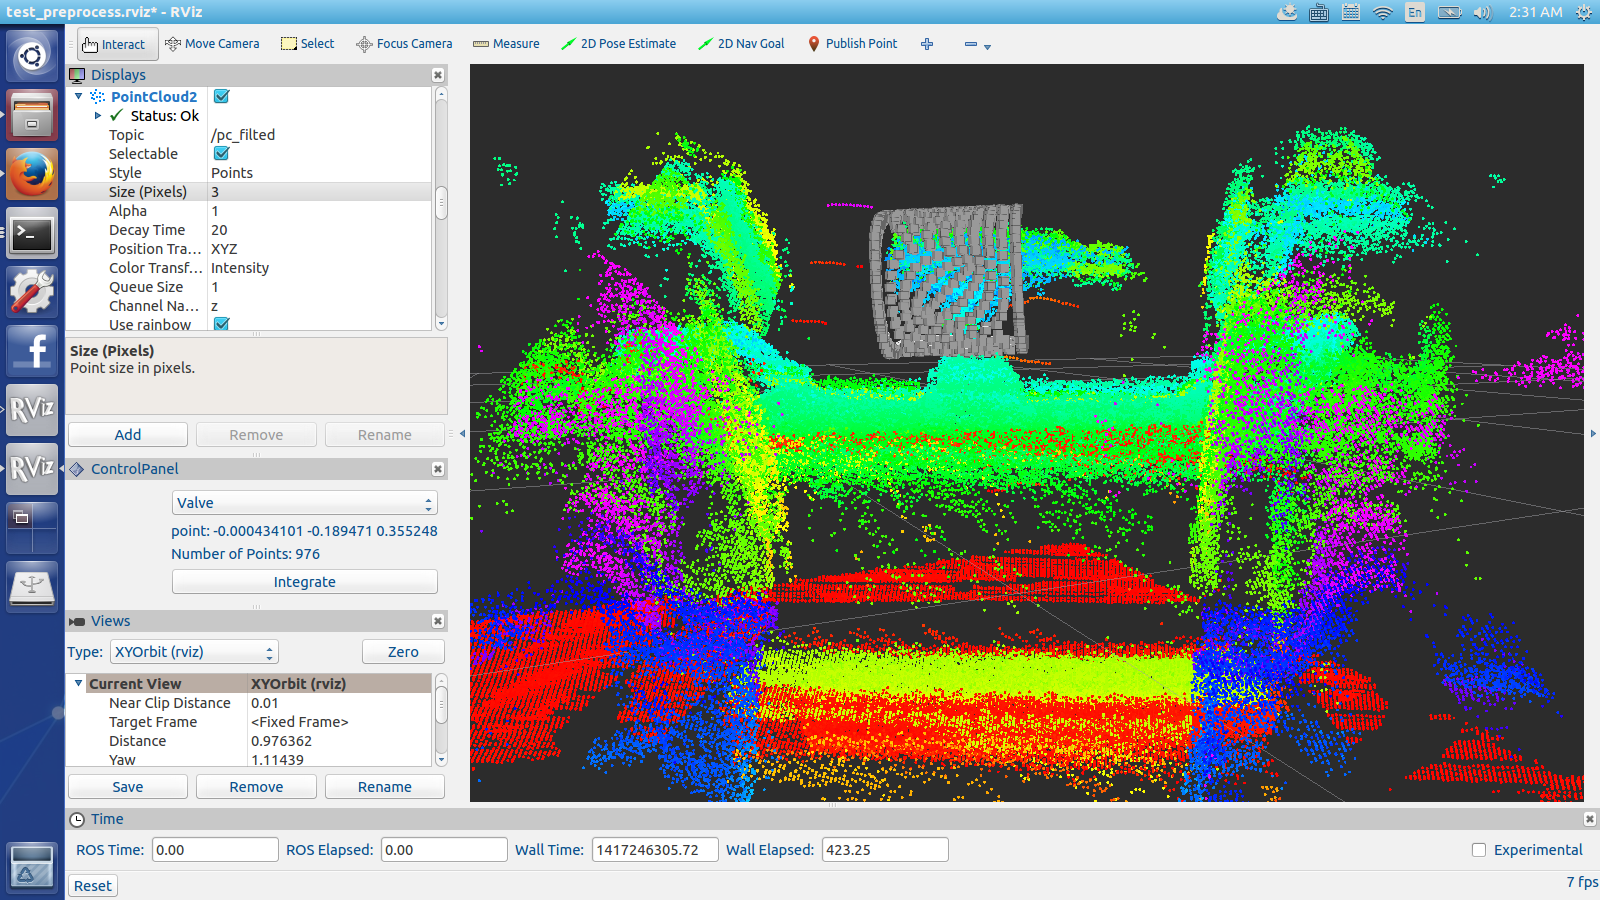 test_preprocess.rviz* - RViz
En
2:31 AM
Interact
Move Camera
Select
Focus Camera
Measure
2D Pose Estimate
2D Nav Goal
Publish Point
Displays
PointCloud2
Status: Ok
Topic /pc_filted
Selectable
Style Points
Size (Pixels) 3
Alpha 1
Decay Time 20
Position Tra... XYZ
Color Transf... Intensity
Queue Size 1
Channel Na... z
Use rainbow
Size (Pixels)
Point size in pixels.
Add Remove Rename
ControlPanel
Valve
point: -0.000434101 -0.189471 0.355248
Number of Points: 976
Integrate
Views
Type: XYOrbit (rviz) Zero
Current View XYOrbit (rviz)
Near Clip Distance 0.01
Target Frame <Fixed Frame>
Distance 0.976362
Yaw 1.11439
Save Remove Rename
Time
ROS Time: 0.00 ROS Elapsed: 0.00 Wall Time: 1417246305.72 Wall Elapsed: 423.25 Experimental
Reset
7 fps
>_
f
RViz
RViz